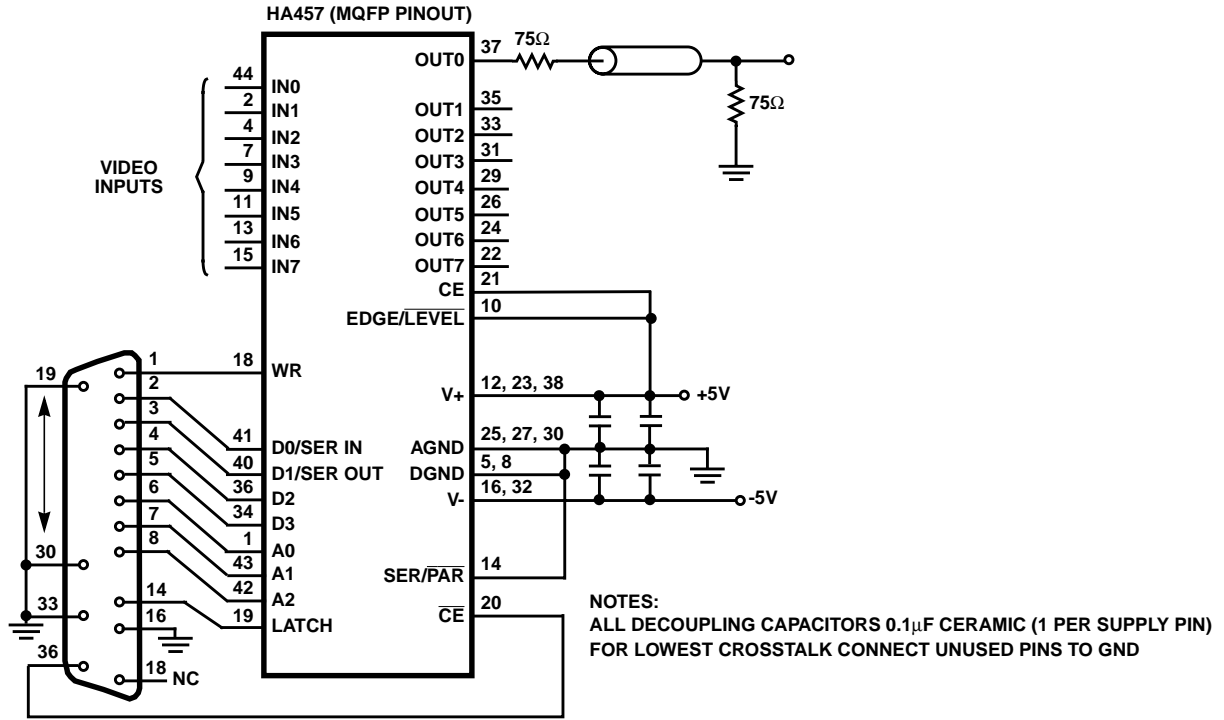 HA457 (MQFP PINOUT)
37
75Ω
OUT0
75Ω
44
IN0
2
IN1
4
IN2
7
IN3
9
IN4
11
IN5
13
IN6
15
IN7
VIDEO
INPUTS
35
OUT1
33
OUT2
31
OUT3
29
OUT4
26
OUT5
24
OUT6
22
OUT7
21
CE
10
EDGE/LEVEL
1
18
WR
19
2
3
4
5
6
7
8
30
14
33
16
36
18
NC
V+
12, 23, 38
+5V
41
D0/SER IN
40
D1/SER OUT
36
D2
34
D3
1
A0
43
A1
42
A2
19
LATCH
AGND
25, 27, 30
DGND
5, 8
V-
16, 32
-5V
SER/PAR
14
CE
20
NOTES:
ALL DECOUPLING CAPACITORS 0.1μF CERAMIC (1 PER SUPPLY PIN)
FOR LOWEST CROSSTALK CONNECT UNUSED PINS TO GND